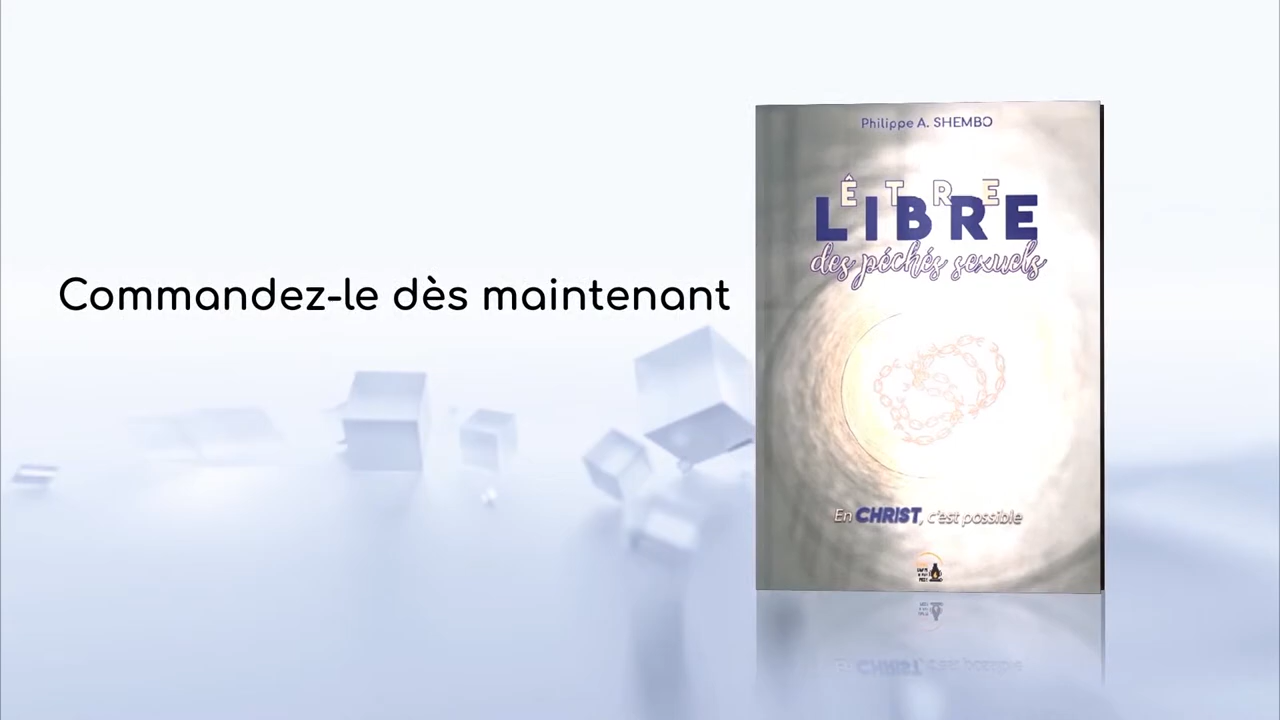 Commandez-le dès maintenant
Philippe A. SHEMBO
ÊTRE
LIBRE
des péchés sexuels
En CHRIST, c'est possible